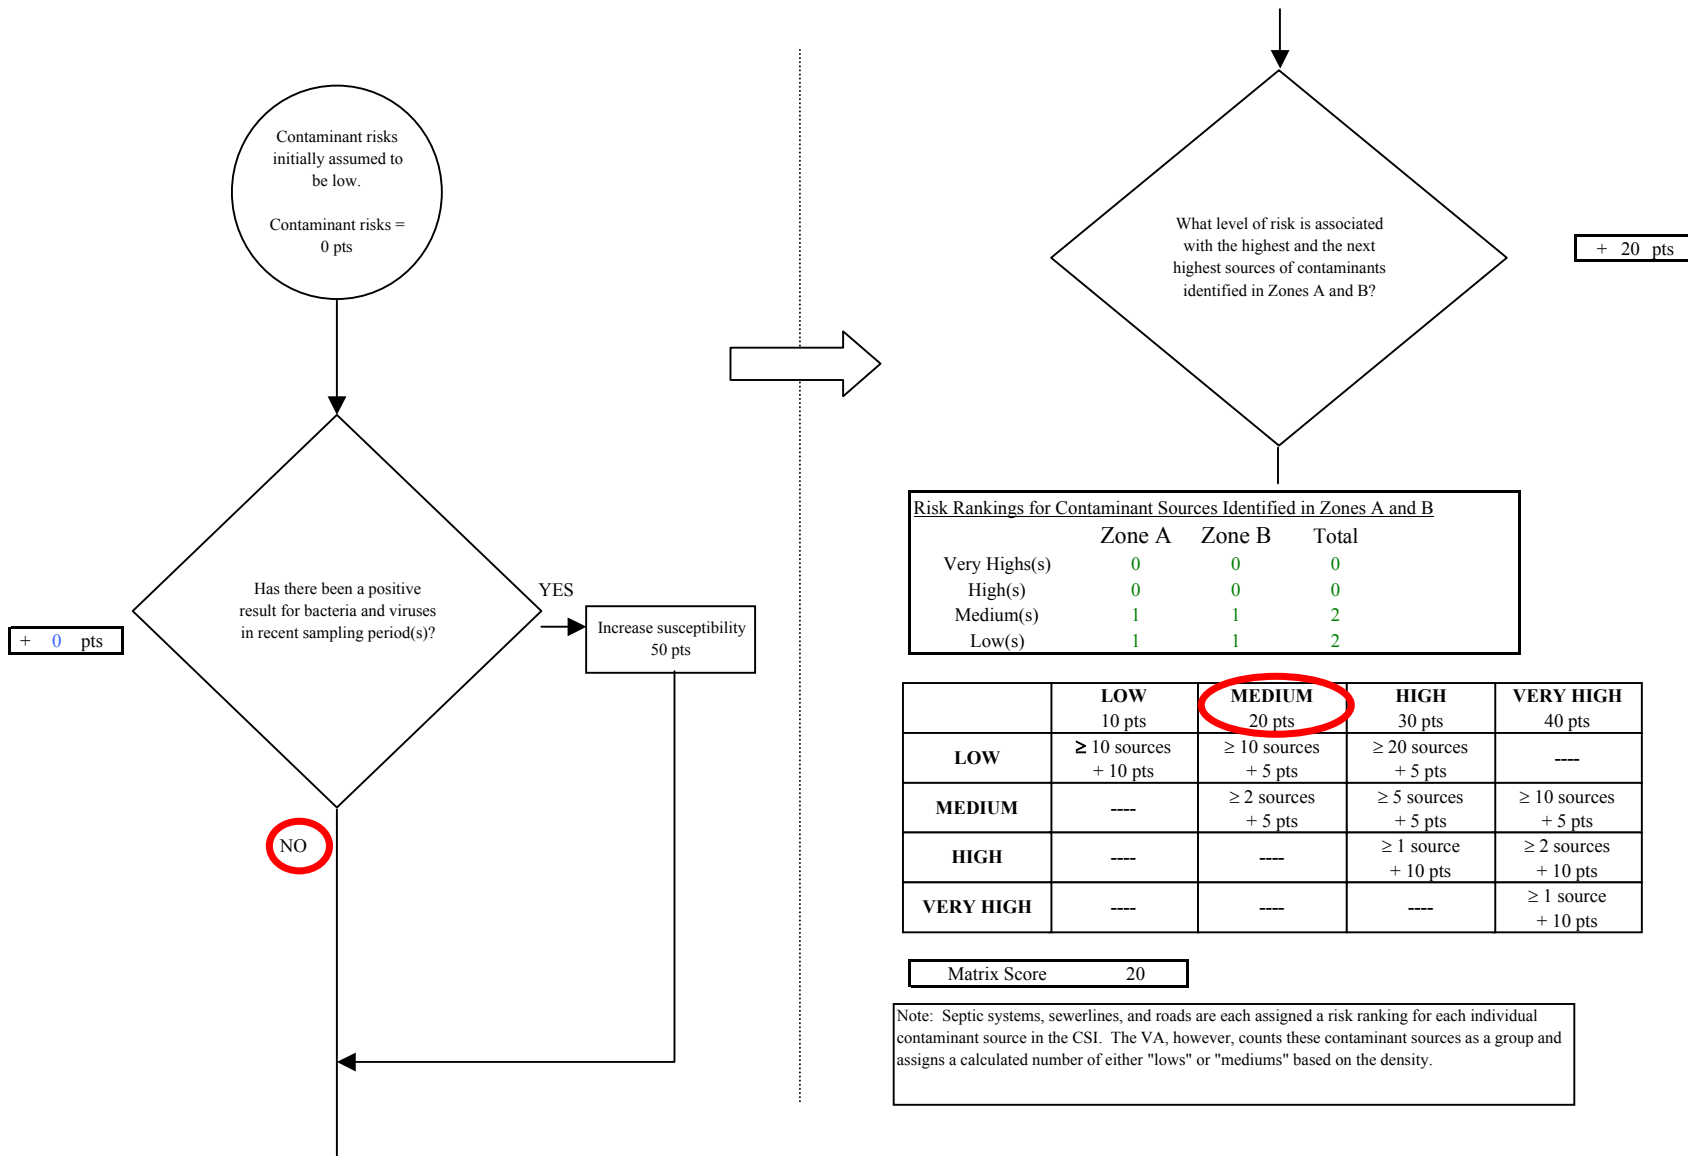 Contaminant risks
initially assumed to
be low.
Contaminant risks =
0 pts
Has there been a positive
result for bacteria and viruses
in recent sampling period(s)?
YES
Increase susceptibility
50 pts
+ 0 pts
NO
What level of risk is associated
with the highest and the next
highest sources of contaminants
identified in Zones A and B?
+ 20 pts
Risk Rankings for Contaminant Sources Identified in Zones A and B
Zone A Zone B Total
Very Highs(s) 0 0 0
High(s) 0 0 0
Medium(s) 1 1 2
Low(s) 1 1 2
LOW MEDIUM HIGH VERY HIGH
10 pts 20 pts 30 pts 40 pts
LOW ≥ 10 sources + 10 pts ≥ 10 sources + 5 pts ≥ 20 sources + 5 pts ----
MEDIUM ---- ≥ 2 sources + 5 pts ≥ 5 sources + 5 pts ≥ 10 sources + 5 pts
HIGH ---- ---- ≥ 1 source + 10 pts ≥ 2 sources + 10 pts
VERY HIGH ---- ---- ---- ≥ 1 source + 10 pts
Matrix Score 20
Note: Septic systems, sewerlines, and roads are each assigned a risk ranking for each individual
contaminant source in the CSI. The VA, however, counts these contaminant sources as a group and
assigns a calculated number of either "lows" or "mediums" based on the density.